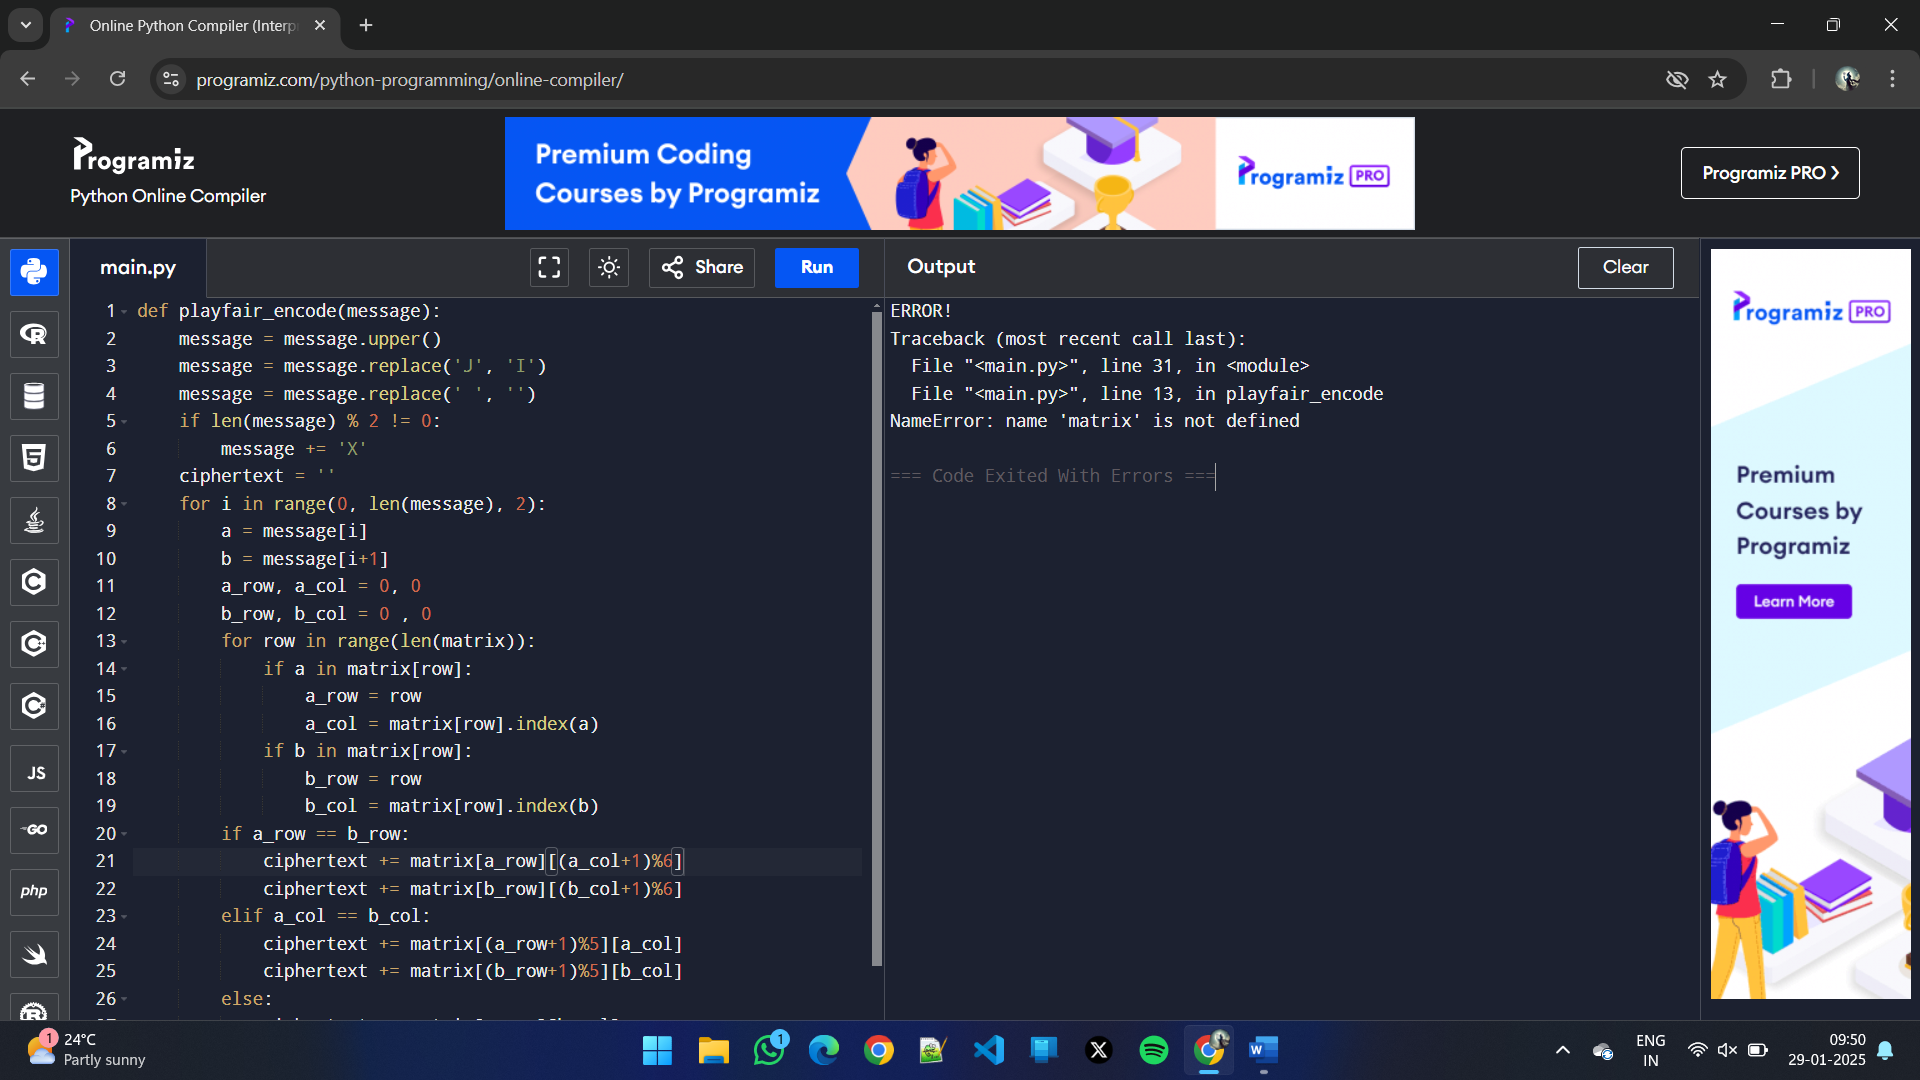 Online Python Compiler (Interp
programiz.com/python-programming/online-compiler/
Programiz
Python Online Compiler
Premium Coding
Courses by Programiz
Programiz PRO
Programiz PRO
main.py
Share
Run
Output
Clear
1 def playfair_encode(message):
2 message = message.upper()
3 message = message.replace('J', 'I')
4 message = message.replace(' ', '')
5 if len(message) % 2 != 0:
6 message += 'X'
7 ciphertext = ''
8 for i in range(0, len(message), 2):
9 a = message[i]
10 b = message[i+1]
11 a_row, a_col = 0, 0
12 b_row, b_col = 0 , 0
13 for row in range(len(matrix)):
14 if a in matrix[row]:
15 a_row = row
16 a_col = matrix[row].index(a)
17 if b in matrix[row]:
18 b_row = row
19 b_col = matrix[row].index(b)
20 if a_row == b_row:
21 ciphertext += matrix[a_row][(a_col+1)%6]
22 ciphertext += matrix[b_row][(b_col+1)%6]
23 elif a_col == b_col:
24 ciphertext += matrix[(a_row+1)%5][a_col]
25 ciphertext += matrix[(b_row+1)%5][b_col]
26 else:
ERROR!
Traceback (most recent call last):
File "<main.py>", line 31, in <module>
File "<main.py>", line 13, in playfair_encode
NameError: name 'matrix' is not defined
=== Code Exited With Errors ===
Programiz PRO
Premium
Courses by
Programiz
Learn More
JS
GO
php
1
24°C
Partly sunny
1
X
W
ENG
IN
09:50
29-01-2025